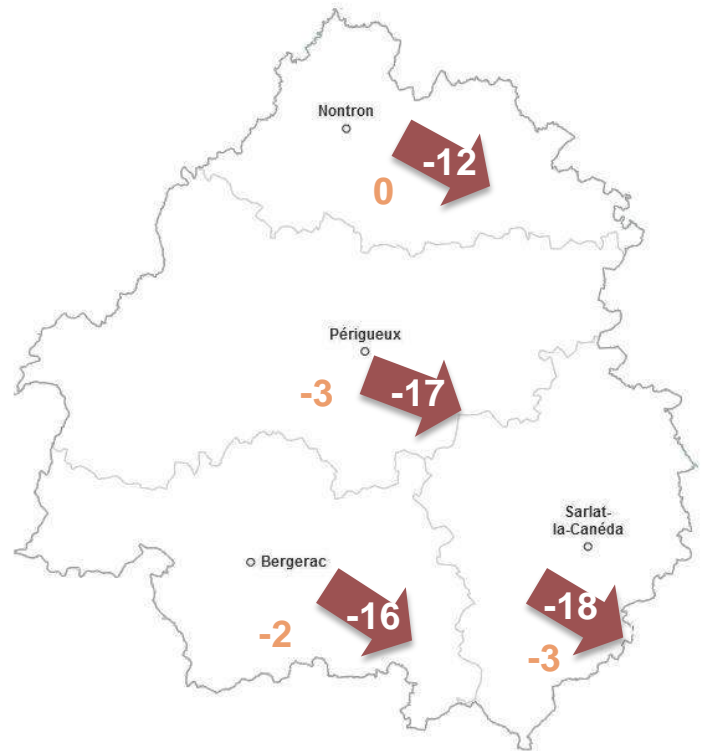 Nontron
-12
0
Périgueux
-3
-17
Sarlat-
la-Canéda
Bergerac
-16
-2
-18
-3